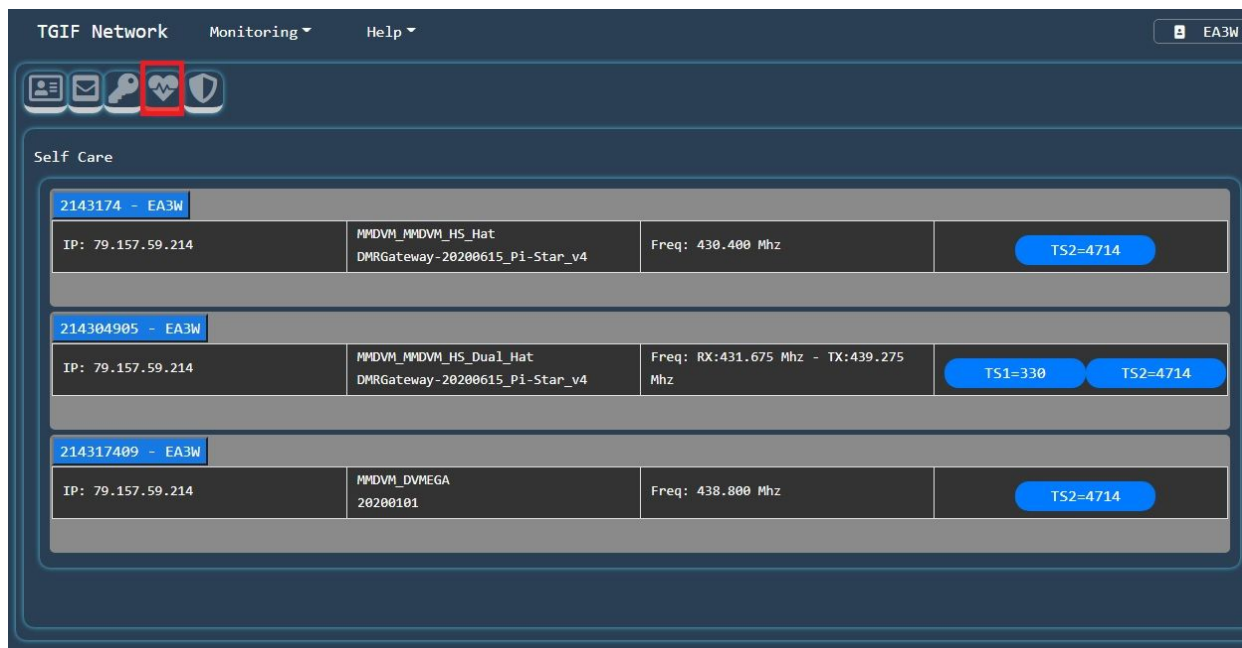 TGIF Network Monitoring Help EA3W
Self Care
2143174 - EA3W
IP: 79.157.59.214
MMDVM_MMDVM_HS_Hat
DMRGateway-20200615_Pi-Star_v4
Freq: 430.400 Mhz
TS2=4714
214304905 - EA3W
IP: 79.157.59.214
MMDVM_MMDVM_HS_Dual_Hat
DMRGateway-20200615_Pi-Star_v4
Freq: RX:431.675 Mhz - TX:439.275
Mhz
TS1=330 TS2=4714
214317409 - EA3W
IP: 79.157.59.214
MMDVM_DVMEGA
20200101
Freq: 438.800 Mhz
TS2=4714